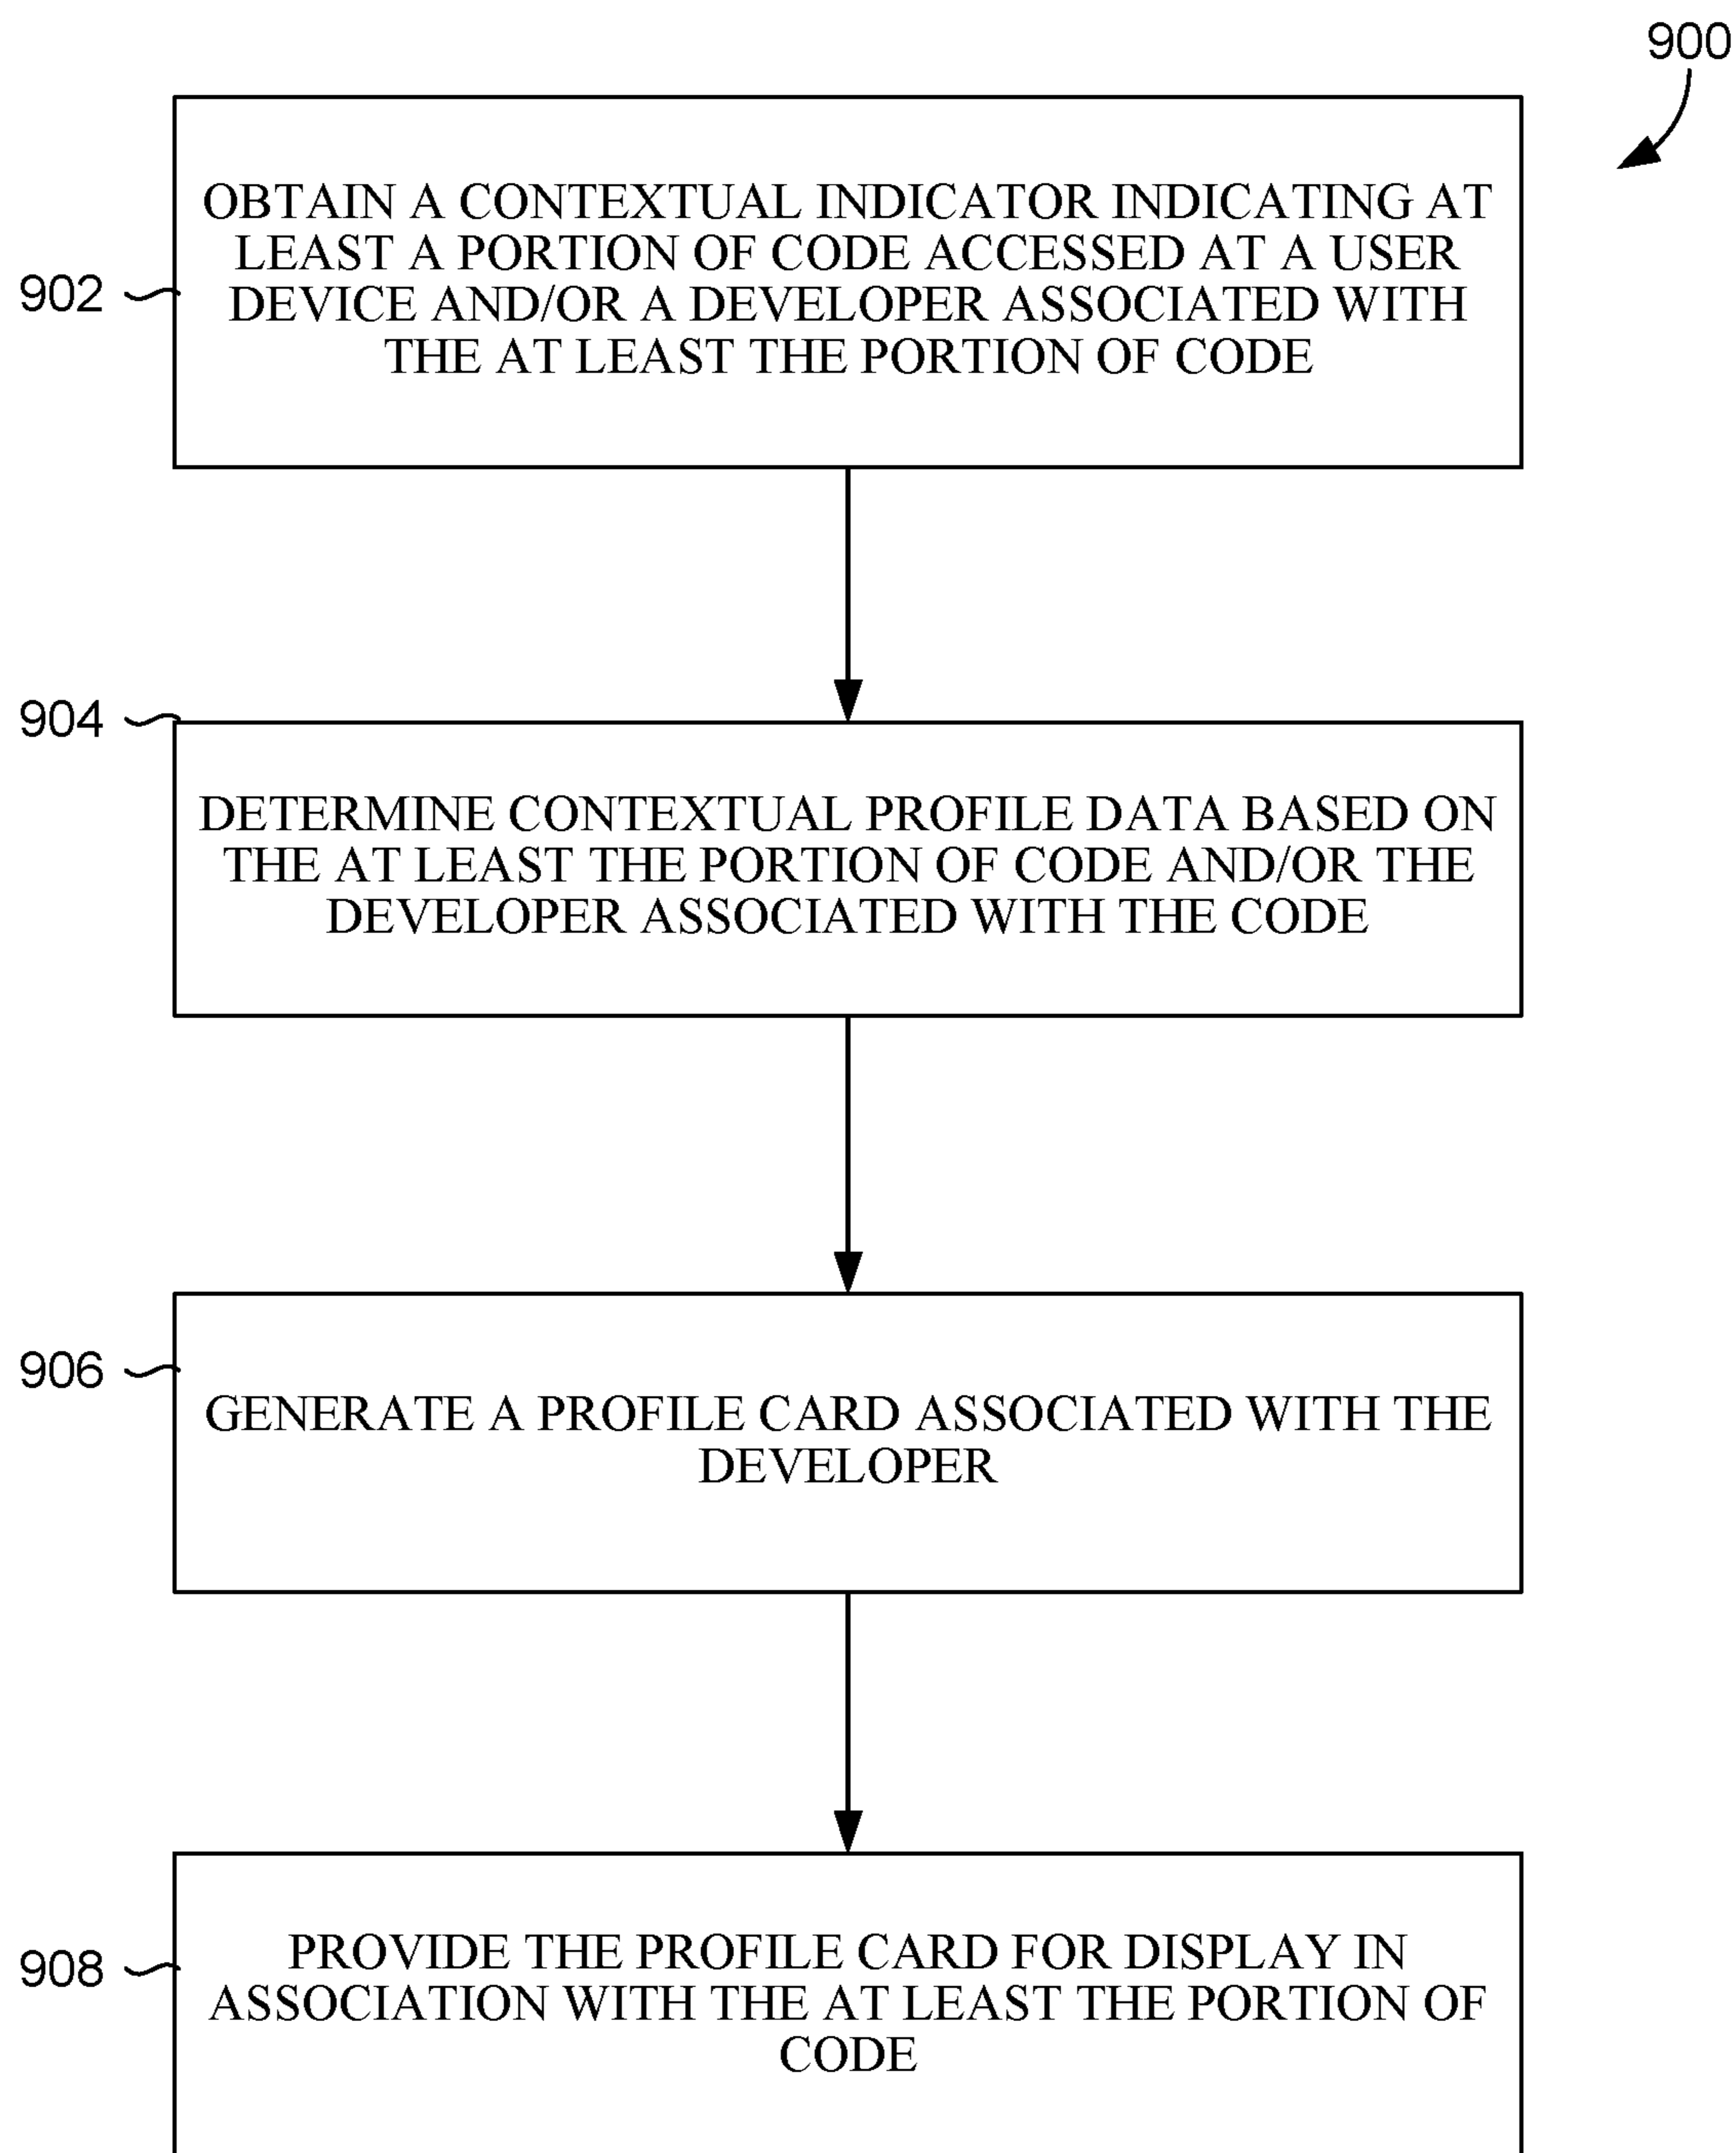 900
902
OBTAIN A CONTEXTUAL INDICATOR INDICATING AT
LEAST A PORTION OF CODE ACCESSED AT A USER
DEVICE AND/OR A DEVELOPER ASSOCIATED WITH
THE AT LEAST THE PORTION OF CODE
904
DETERMINE CONTEXTUAL PROFILE DATA BASED ON
THE AT LEAST THE PORTION OF CODE AND/OR THE
DEVELOPER ASSOCIATED WITH THE CODE
906
GENERATE A PROFILE CARD ASSOCIATED WITH THE
DEVELOPER
908
PROVIDE THE PROFILE CARD FOR DISPLAY IN
ASSOCIATION WITH THE AT LEAST THE PORTION OF
CODE